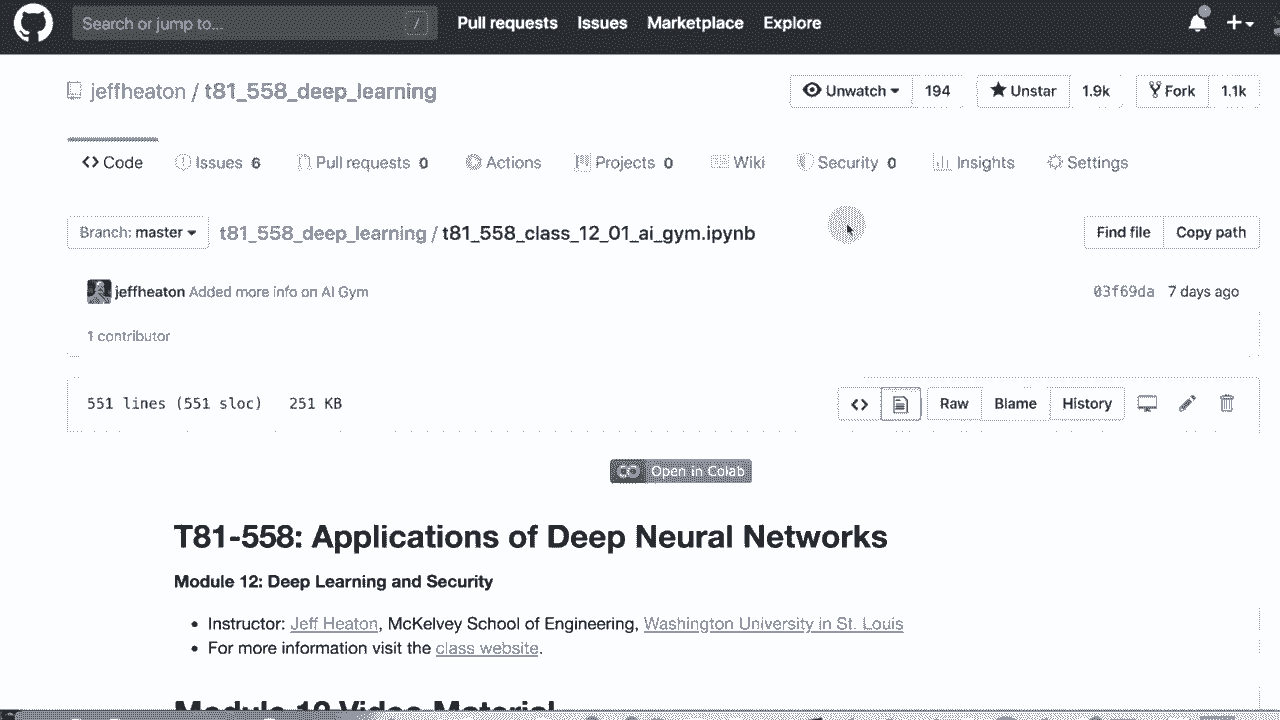 Search or jump to... / Pull requests Issues Marketplace Explore
jeffheaton / t81_558_deep_learning Unwatch 194 Unstar 1.9k Fork 1.1k
Code Issues 6 Pull requests 0 Actions Projects 0 Wiki Security 0 Insights Settings
Branch: master t81_558_deep_learning / t81_558_class_12_01_ai_gym.ipynb Find file Copy path
jeffheaton Added more info on AI Gym 03f69da 7 days ago
1 contributor
551 lines (551 sloc) 251 KB Raw Blame History
CO Open in Colab
T81-558: Applications of Deep Neural Networks
Module 12: Deep Learning and Security
• Instructor: Jeff Heaton, McKelvey School of Engineering, Washington University in St. Louis
• For more information visit the class website.
Module 12 Video Material